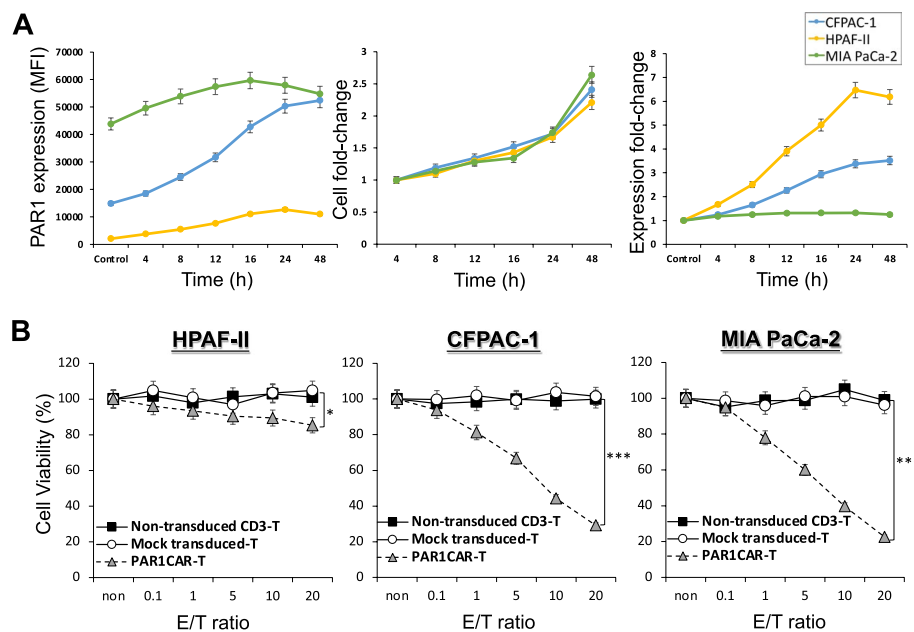 A
CFPAC-1
HPAF-II
MIA PaCa-2
PAR1 expression (MFI)
70000
60000
50000
40000
30000
20000
10000
0
Control 4 8 12 16 24 48
Time (h)
Cell fold-change
3
2.5
2
1.5
1
0.5
4 8 12 16 24 48
Time (h)
Expression fold-change
8
7
6
5
4
3
2
1
0
Control 4 8 12 16 24 48
Time (h)
B
HPAF-II
Cell Viability (%)
120
100
80
60
40
20
0
*
Non-transduced CD3-T
Mock transduced-T
PAR1CAR-T
non 0.1 1 5 10 20
E/T ratio
CFPAC-1
120
100
80
60
40
20
0
***
Non-transduced CD3-T
Mock transduced-T
PAR1CAR-T
non 0.1 1 5 10 20
E/T ratio
MIA PaCa-2
120
100
80
60
40
20
0
**
Non-transduced CD3-T
Mock transduced-T
PAR1CAR-T
non 0.1 1 5 10 20
E/T ratio